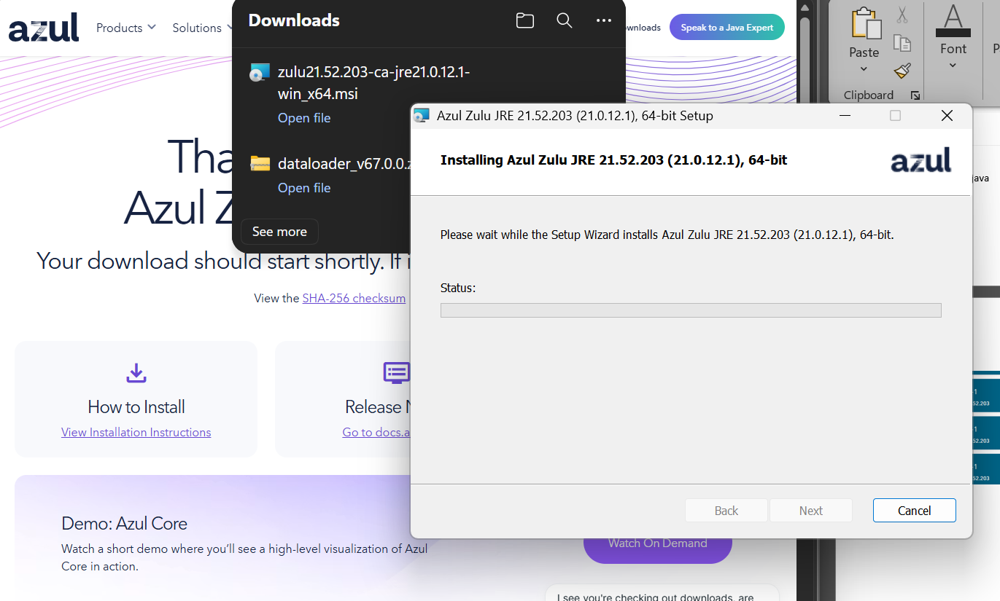 azul
Products
Solutions
Downloads
wnloads
Speak to a Java Expert
zulu21.52.203-ca-jre21.0.12.1-
win_x64.msi
Open file
dataloader_v67.0.0.z
Open file
See more
Tha
Azul Z
Your download should start shortly. If i
View the SHA-256 checksum
How to Install
View Installation Instructions
Release N
Go to docs.a
Demo: Azul Core
Watch a short demo where you’ll see a high-level visualization of Azul
Core in action.
Watch On Demand
I see you're checking out downloads, are
Azul Zulu JRE 21.52.203 (21.0.12.1), 64-bit Setup
Installing Azul Zulu JRE 21.52.203 (21.0.12.1), 64-bit
azul
Please wait while the Setup Wizard installs Azul Zulu JRE 21.52.203 (21.0.12.1), 64-bit.
Status:
Back
Next
Cancel
Paste
Clipboard
Font
P
java
-1
52.203
-1
52.203
-1
52.203